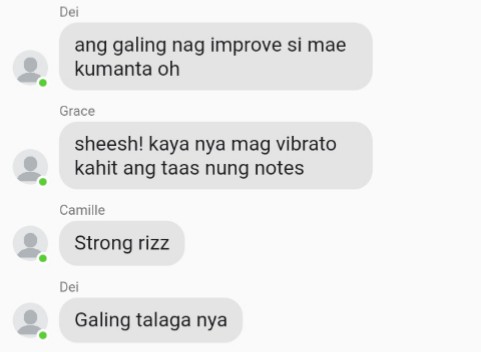 Dei
ang galing nag improve si mae
kumanta oh
Grace
sheesh! kaya nya mag vibrato
kahit ang taas nung notes
Camille
Strong rizz
Dei
Galing talaga nya